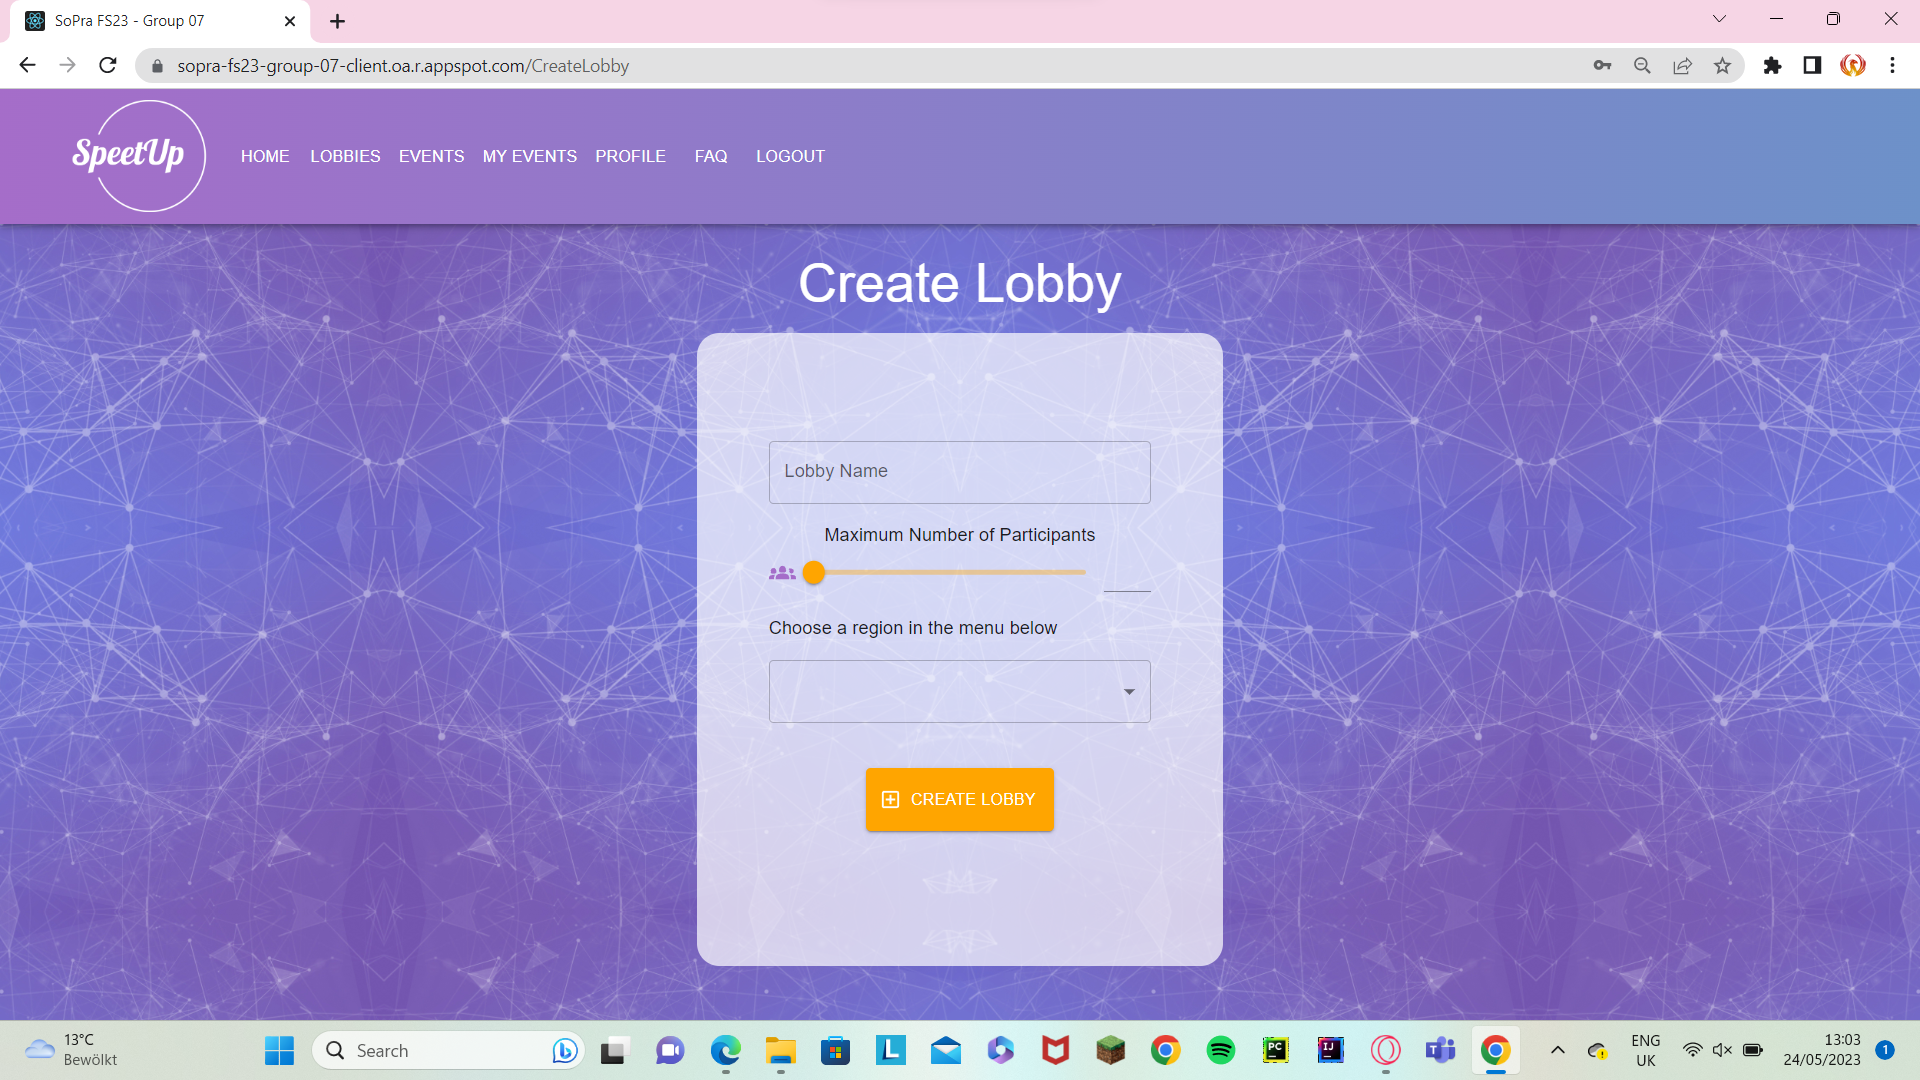 SoPra FS23 - Group 07
sopra-fs23-group-07-client.oa.r.appspot.com/CreateLobby
SpeetUp
HOME LOBBIES EVENTS MY EVENTS PROFILE FAQ LOGOUT
Create Lobby
Lobby Name
Maximum Number of Participants
Choose a region in the menu below
CREATE LOBBY
13°C
Bewölkt
Search
L
PC
IJ
ENG
UK
13:03
24/05/2023
1